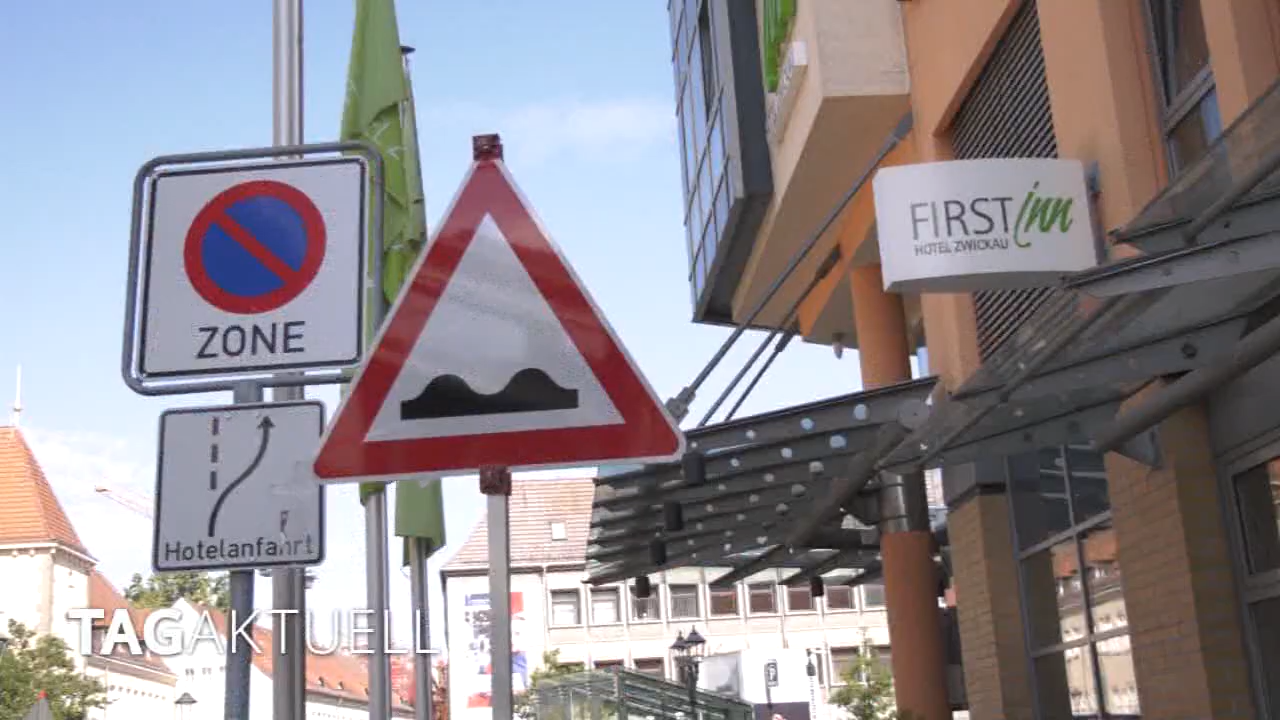 ZONE
Hotelanfahrt
FIRST inn
HOTEL ZWICKAU
TAGAKTUELL